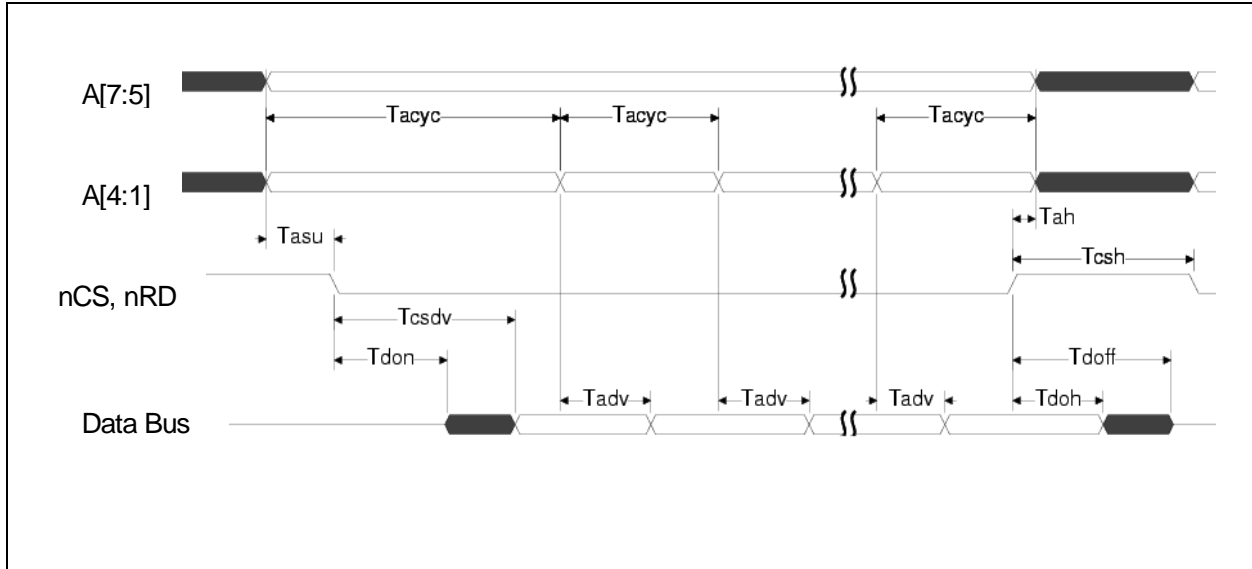 A[7:5]
Tacyc Tacyc Tacyc
A[4:1]
Tah
Tasu
Tcsh
nCS, nRD
Tcsdv
Tdon Tdoff
Tadv Tadv Tadv Tdoh
Data Bus